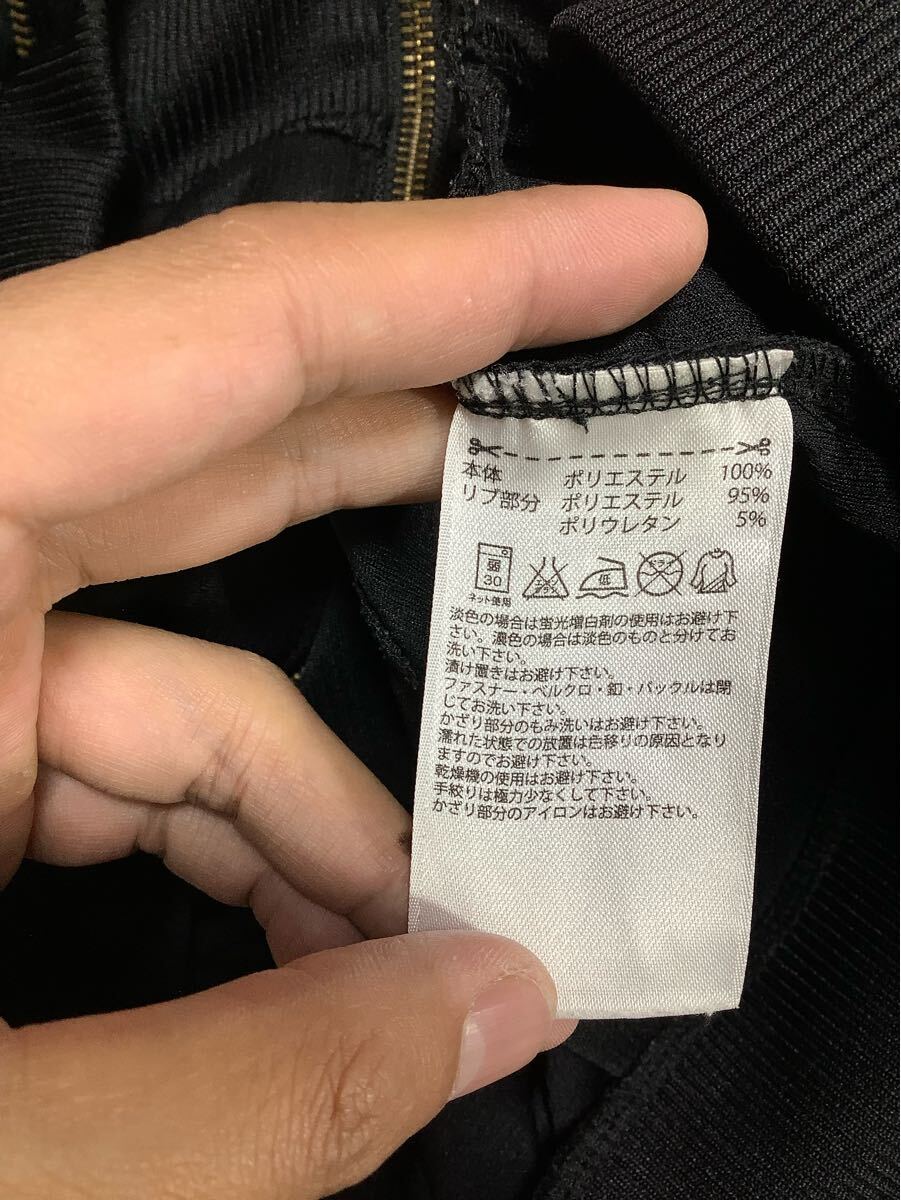 本体 ポリエステル 100%
リブ部分 ポリエステル 95%
ポリウレタン 5%
弱 30 エンソ 低 ドライ
ネット使用
淡色の場合は蛍光増白剤の使用はお避け下
さい。濃色の場合は淡色のものと分けてお
洗い下さい。
漬け置きはお避け下さい。
ファスナー・ベルクロ・釦・バックルは閉
じてお洗い下さい。
かざり部分のもみ洗いはお避け下さい。
濡れた状態での放置は色移りの原因となり
ますのでお避け下さい。
乾燥機の使用はお避け下さい。
手絞りは極力少なくして下さい。
かざり部分のアイロンはお避け下さい。